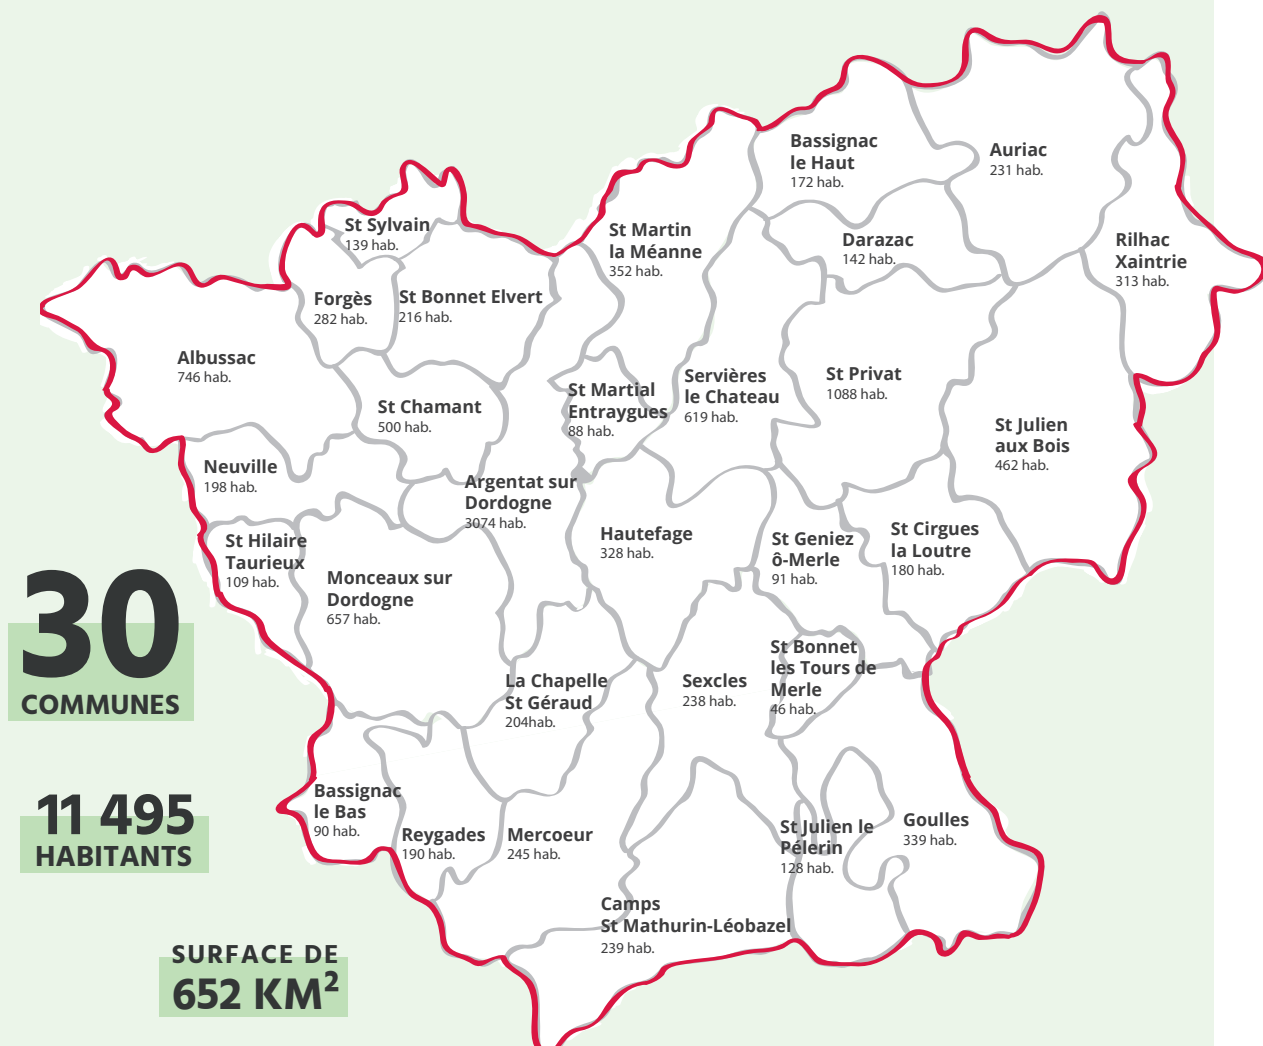 Bassignac
le Haut
172 hab.
Auriac
231 hab.
St Sylvain
139 hab.
St Martin
la Méanne
352 hab.
Darazac
142 hab.
Rilhac
Xaintrie
313 hab.
Forgès
282 hab.
St Bonnet Elvert
216 hab.
Albussac
746 hab.
St Chamant
500 hab.
St Martial
Entraygues
88 hab.
Servières
le Chateau
619 hab.
St Privat
1088 hab.
St Julien
aux Bois
462 hab.
Neuville
198 hab.
Argentat sur
Dordogne
3074 hab.
St Hilaire
Taurieux
109 hab.
Monceaux sur
Dordogne
657 hab.
Hautefage
328 hab.
St Geniez
ô-Merle
91 hab.
St Cirgues
la Loutre
180 hab.
30
COMMUNES
La Chapelle
St Géraud
204hab.
Sexcles
238 hab.
St Bonnet
les Tours de
Merle
46 hab.
11 495
HABITANTS
Bassignac
le Bas
90 hab.
Reygades
190 hab.
Mercoeur
245 hab.
St Julien le
Pélerin
128 hab.
Goulles
339 hab.
Camps
St Mathurin-Léobazel
239 hab.
SURFACE DE
652 KM²